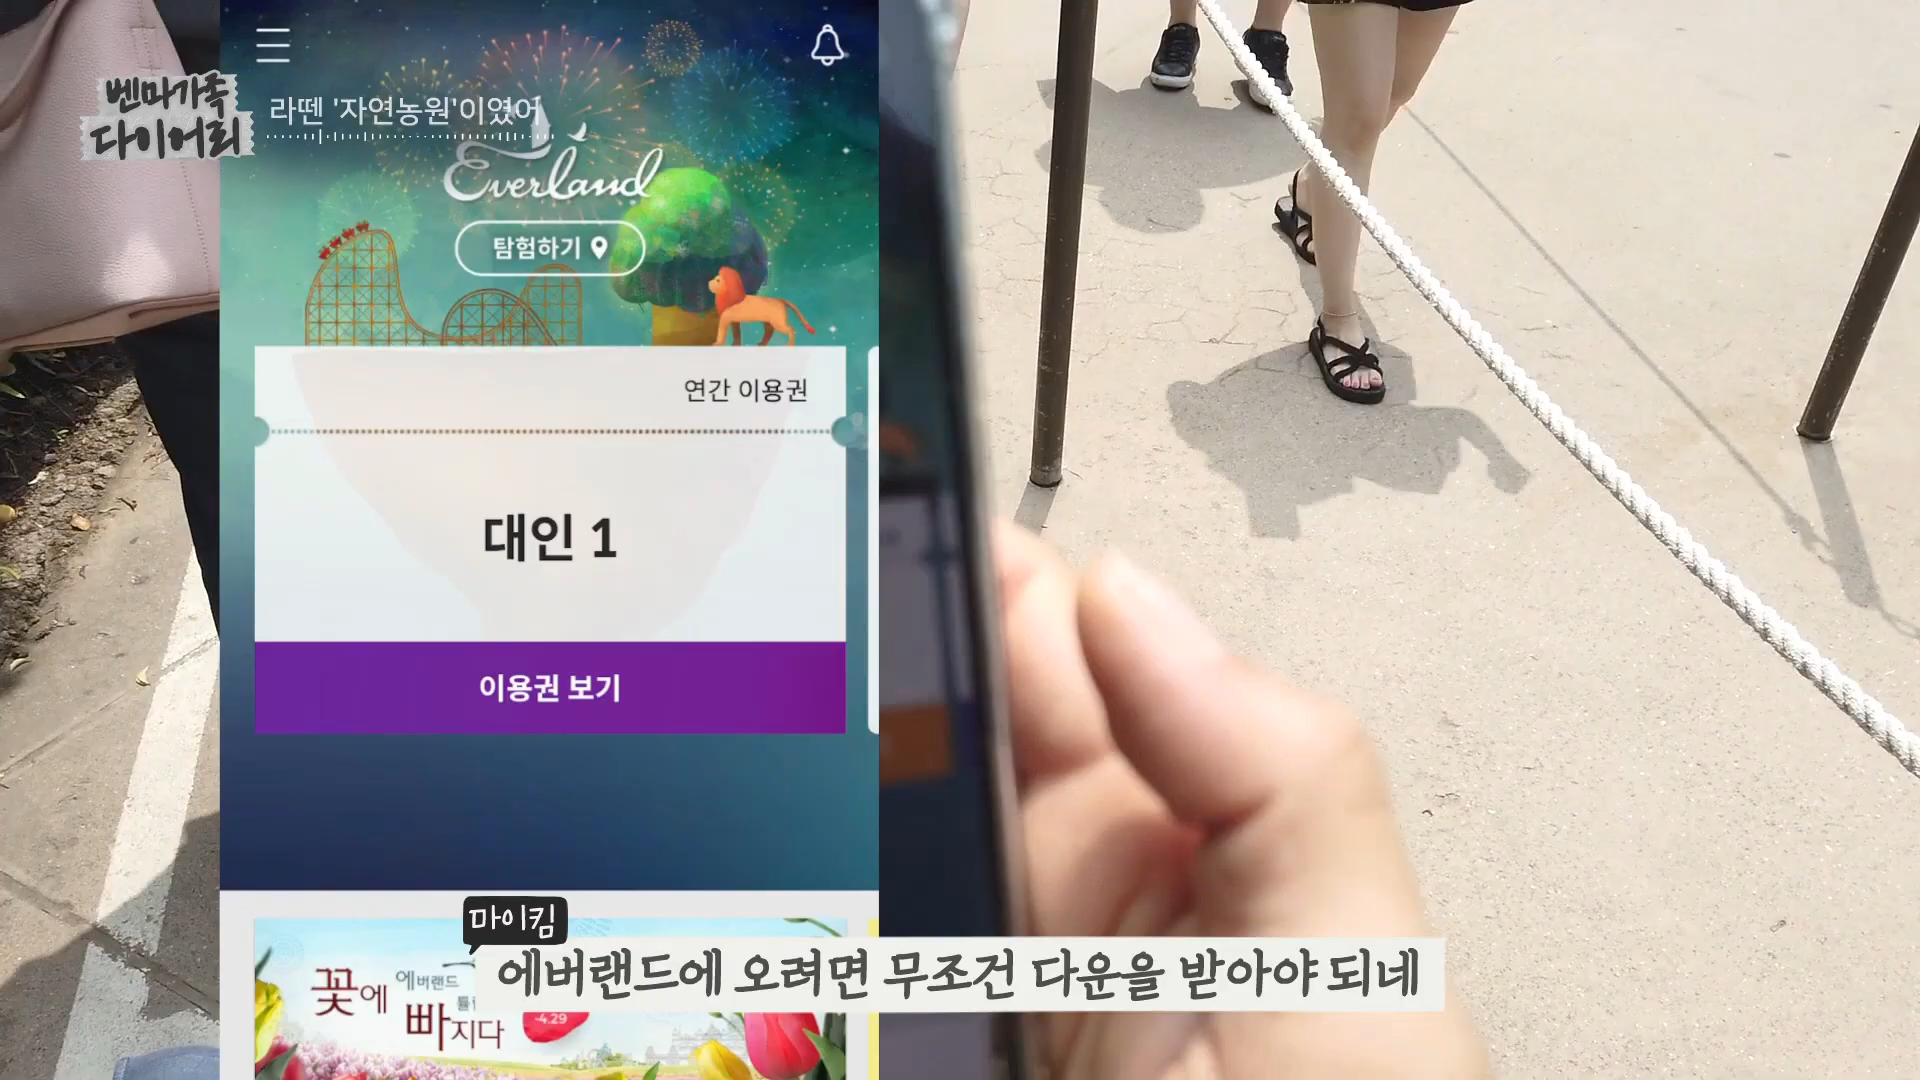 벤마가족
다이어리
라떼 '자연농원'이였어
Everland
탐험하기
연간 이용권
대인 1
이용권 보기
마이킴
에버랜드에 오려면 무조건 다운을 받아야 되네
꽃에
에버랜드
빠지다
-4.29